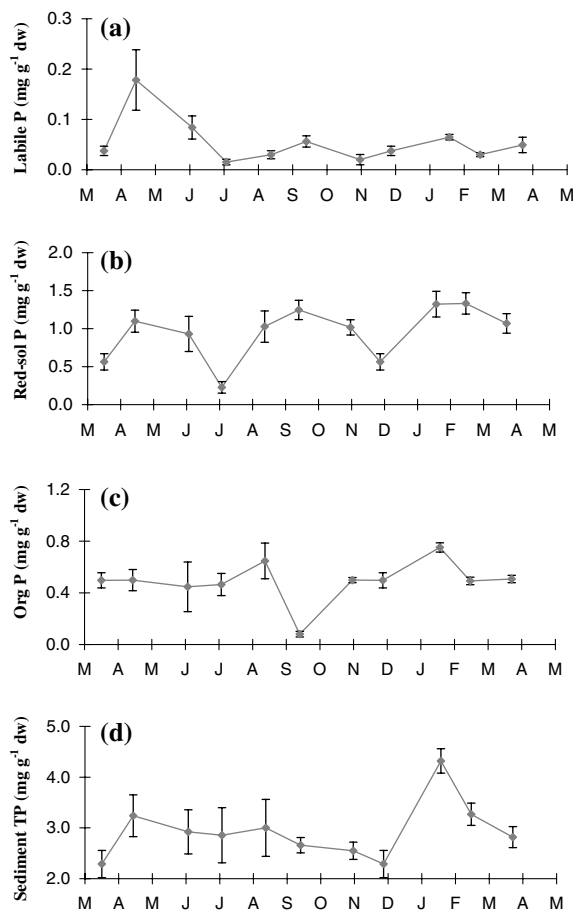 (a)
Labile P (mg g-1 dw)
0.3
0.2
0.1
0.0
M A M J J A S O N D J F M A M
(b)
Red-sol P (mg g-1 dw)
2.0
1.5
1.0
0.5
0.0
M A M J J A S O N D J F M A M
(c)
Org P (mg g-1 dw)
1.2
0.8
0.4
0.0
M A M J J A S O N D J F M A M
(d)
Sediment TP (mg g-1 dw)
5.0
4.0
3.0
2.0
M A M J J A S O N D J F M A M